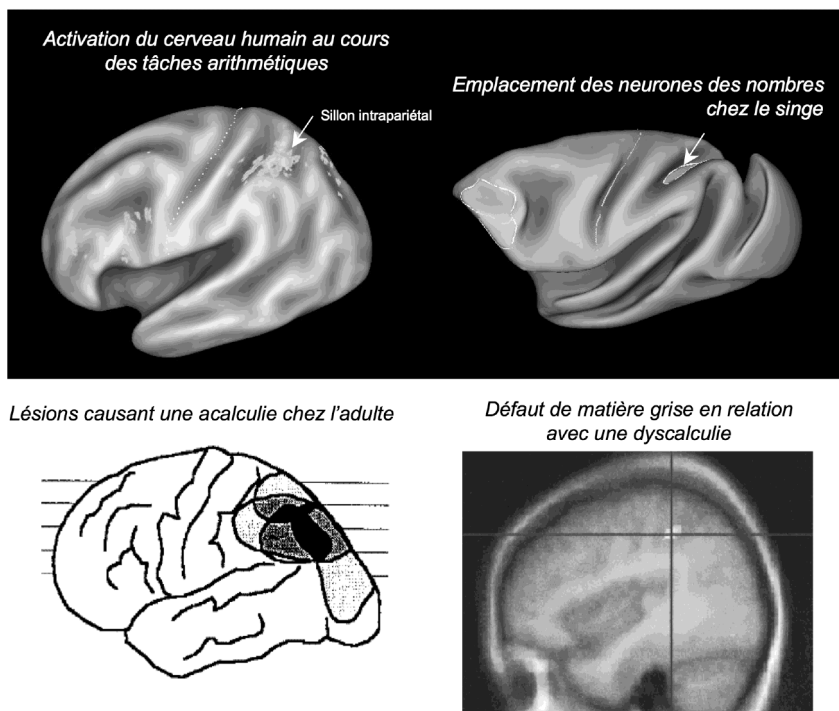 Activation du cerveau humain au cours
des tâches arithmétiques
Sillon intrapariétal
Emplacement des neurones des nombres
chez le singe
Lésions causant une acalculie chez l'adulte
Défaut de matière grise en relation
avec une dyscalculie